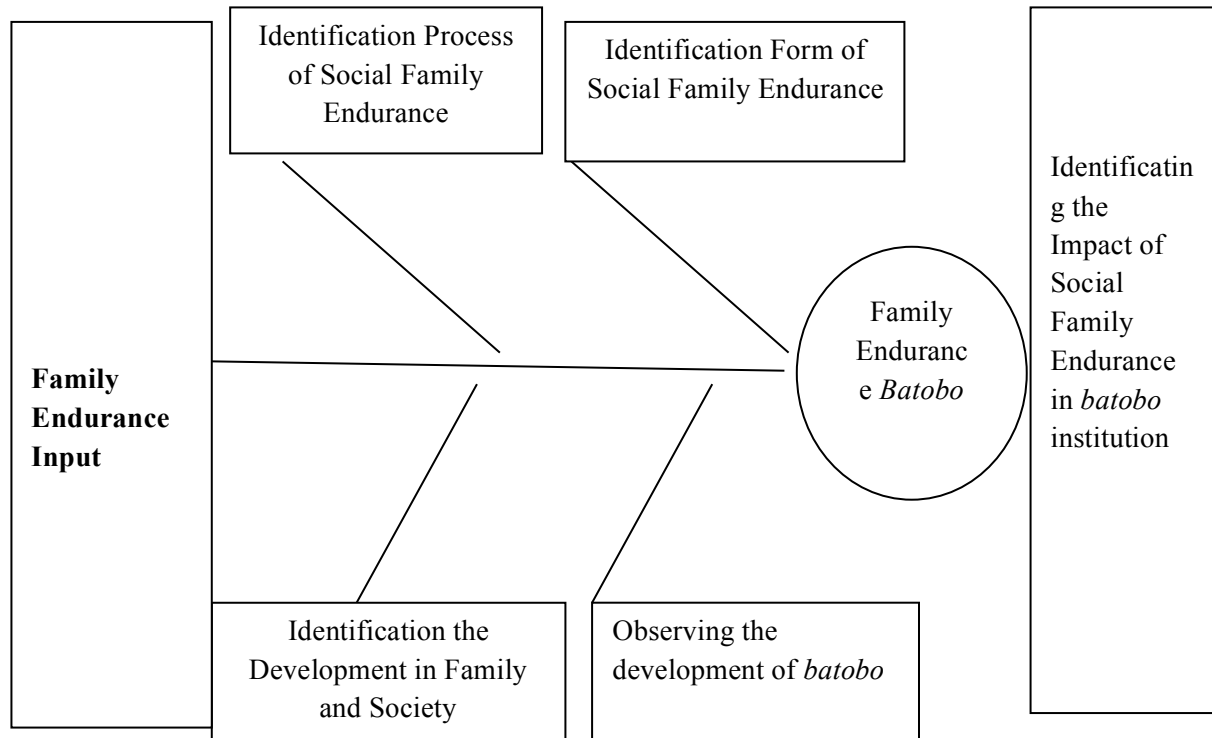 Identification Process
of Social Family
Endurance
Identification Form of
Social Family Endurance
Family
Endurance
Input
Family
Enduranc
e Batobo
Identificatin
g the
Impact of
Social
Family
Endurance
in batobo
institution
Identification the
Development in Family
and Society
Observing the
development of batobo